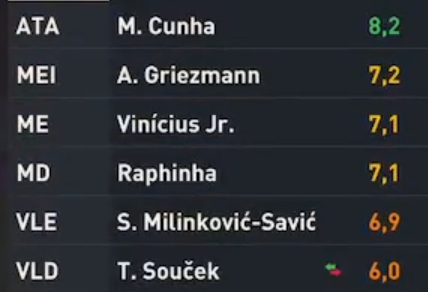 ATA M. Cunha 8,2
MEI A. Griezmann 7,2
ME Vinícius Jr. 7,1
MD Raphinha 7,1
VLE S. Milinković-Savić 6,9
VLD T. Souček 6,0